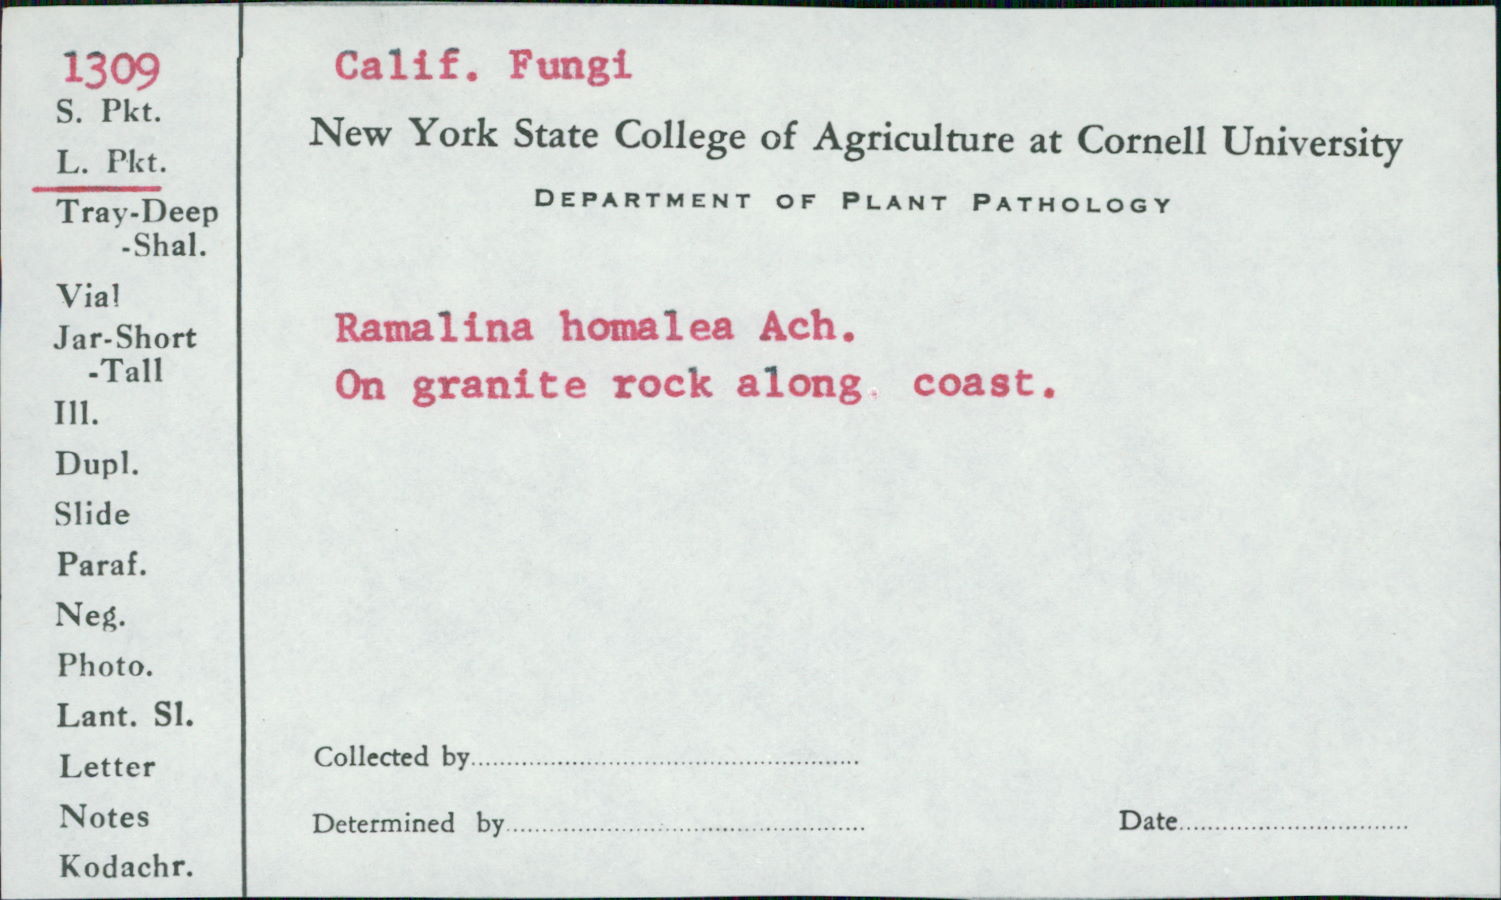 1309
S. Pkt.
L. Pkt.
Tray-Deep
-Shal.
Vial
Jar-Short
-Tall
Ill.
Dupl.
Slide
Paraf.
Neg.
Photo.
Lant. Sl.
Letter
Notes
Kodachr.
Calif. Fungi
New York State College of Agriculture at Cornell University
DEPARTMENT OF PLANT PATHOLOGY
Ramalina homalea Ach.
On granite rock along coast.
Collected by
Determined by
Date